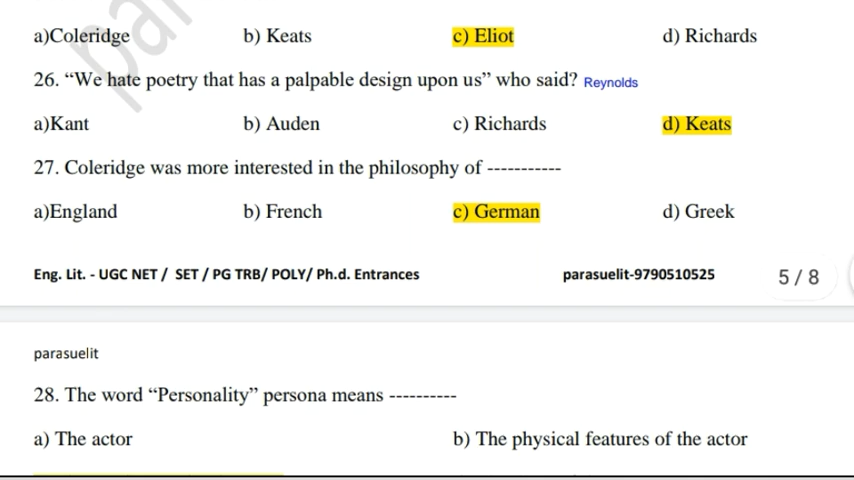 a)Coleridge b) Keats c) Eliot d) Richards
26. “We hate poetry that has a palpable design upon us” who said? Reynolds
a)Kant b) Auden c) Richards d) Keats
27. Coleridge was more interested in the philosophy of -----------
a)England b) French c) German d) Greek
Eng. Lit. - UGC NET / SET / PG TRB/ POLY/ Ph.d. Entrances parasuelit-9790510525 5 / 8
parasuelit
28. The word “Personality” persona means ----------
a) The actor b) The physical features of the actor